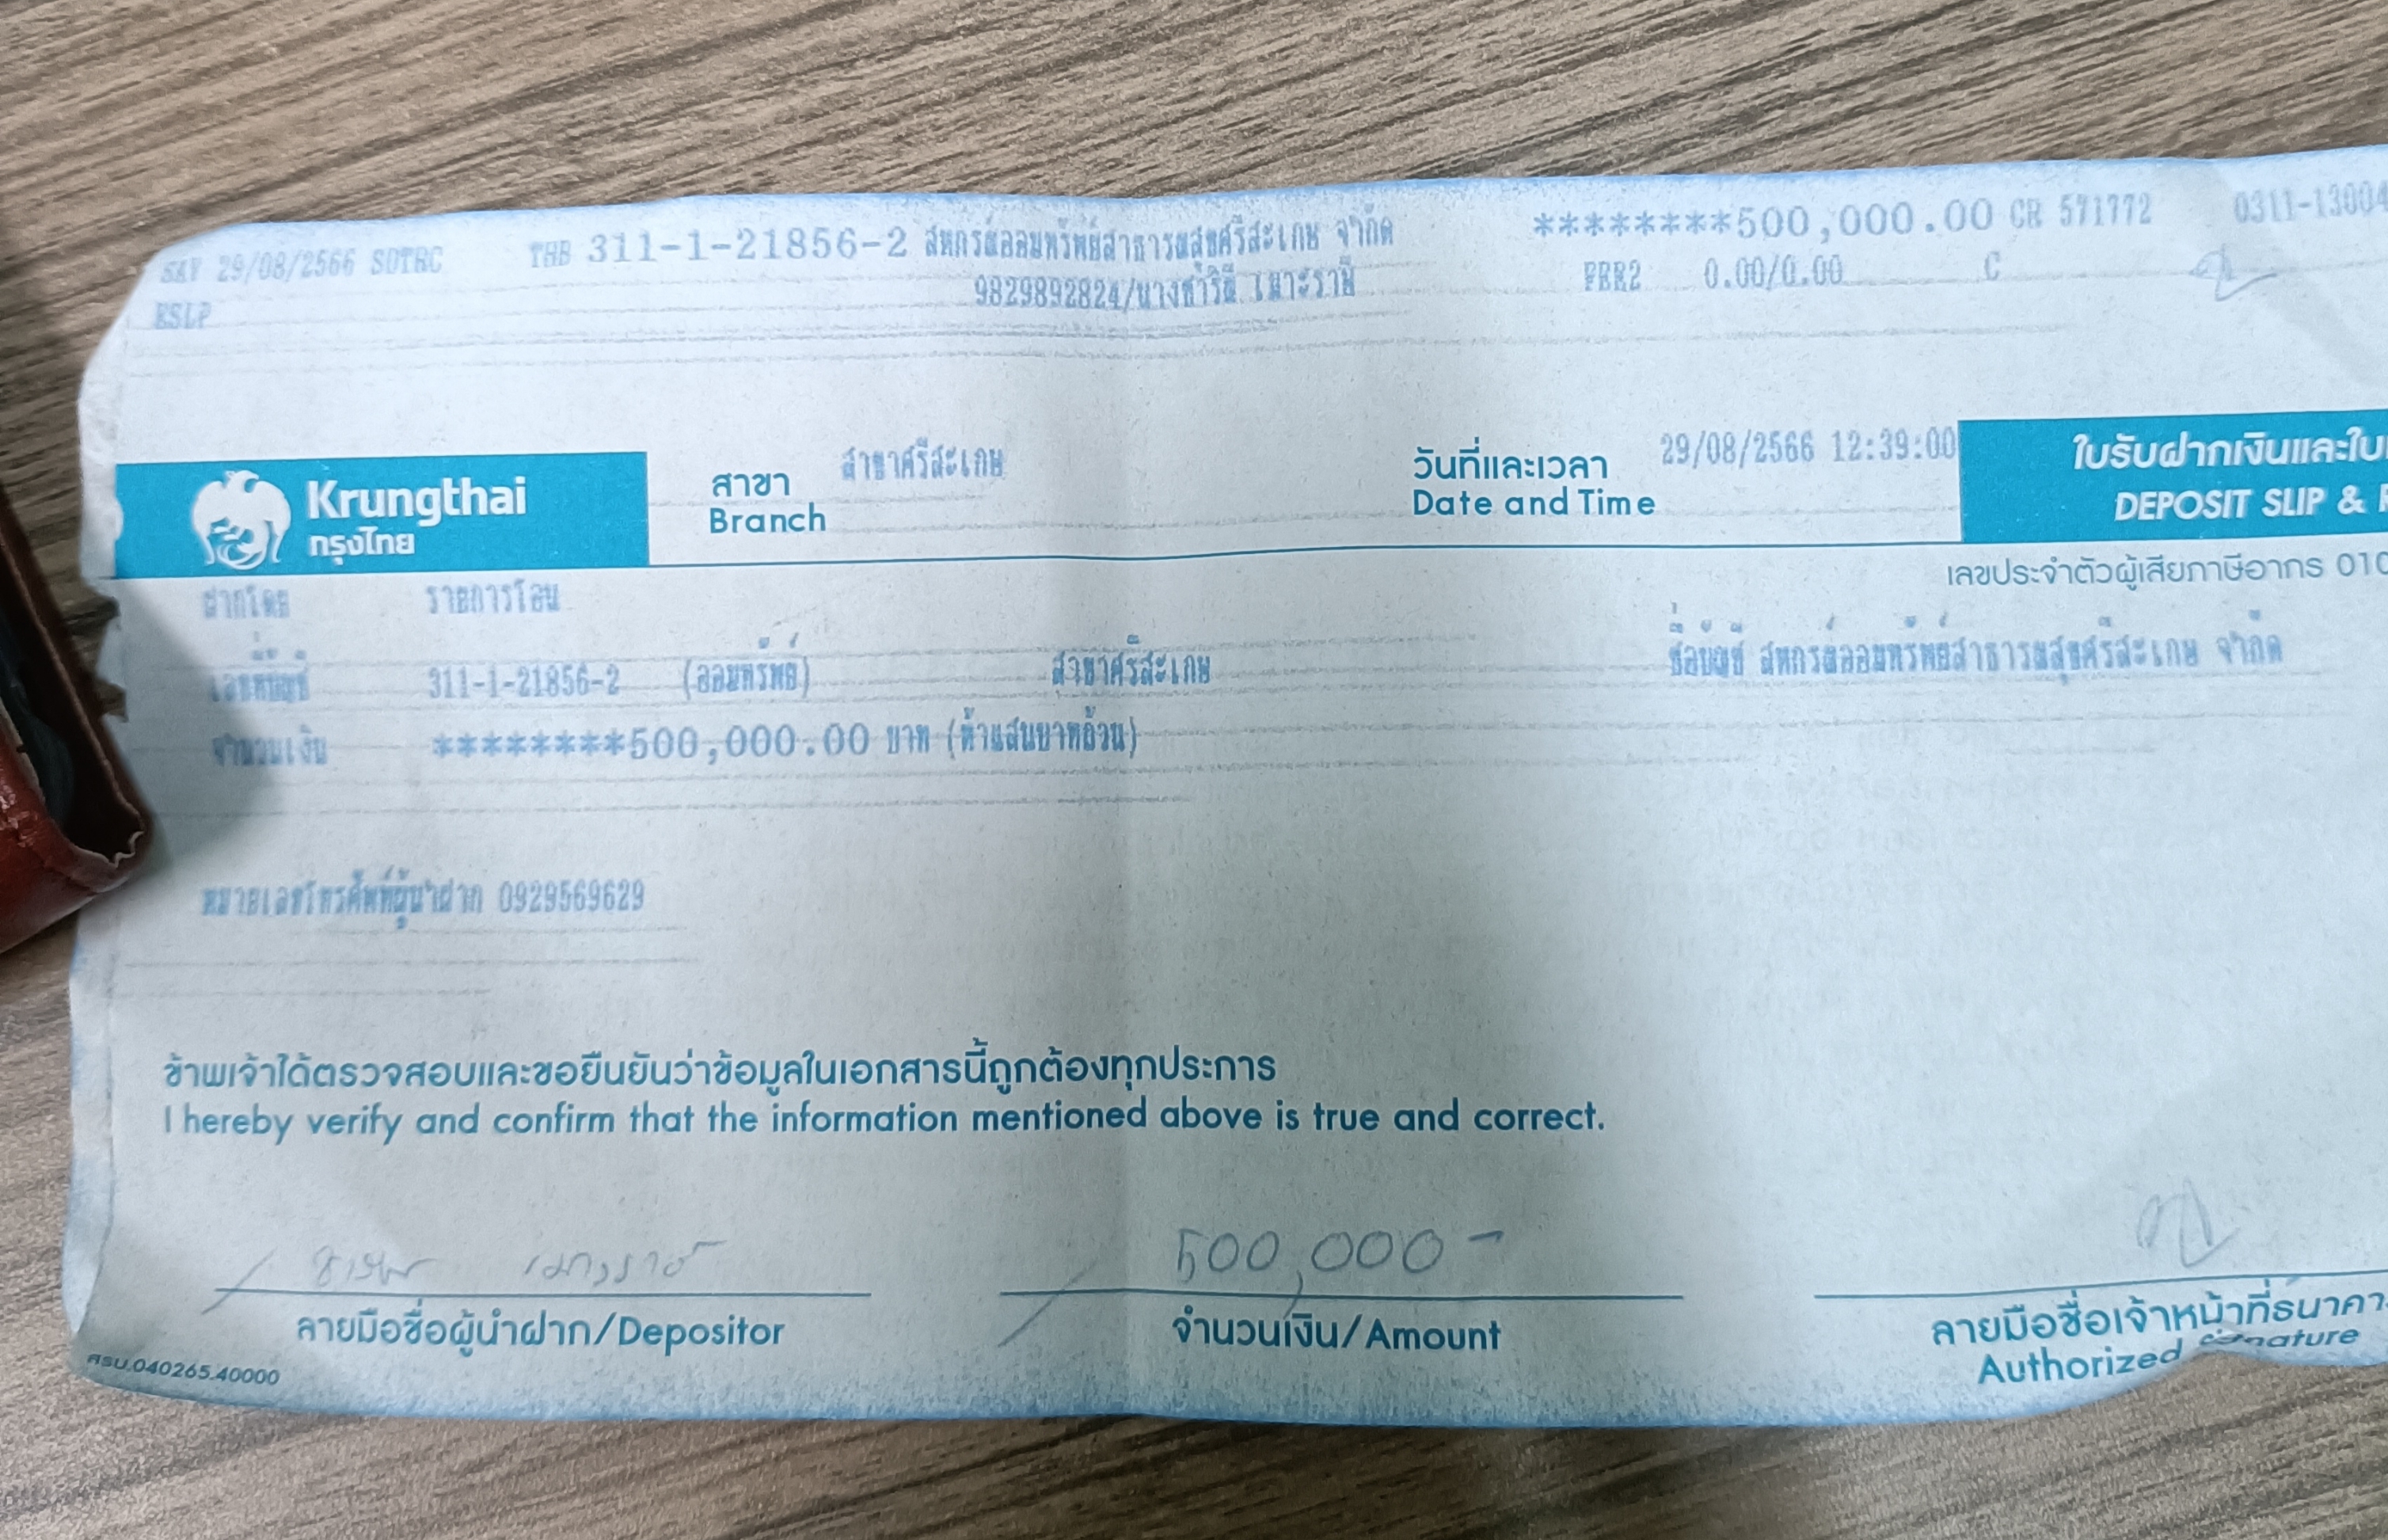 SAV 29/08/2566 SDTRC THB 311-1-21856-2 สหกรณ์ออมทรัพย์สาธารณสุขศรีสะเกษ จำกัด ********500,000.00 CR 571772 0311-13004
9829892824/นาง PBR2 0.00/0.00 C
ESLP
Krungthai
กรุงไทย
สาขา สาขาศรีสะเกษ
Branch
วันที่และเวลา 29/08/2566 12:39:00
Date and Time
ใบรับฝากเงินและใบ
DEPOSIT SLIP & R
เลขประจำตัวผู้เสียภาษีอากร 010
ฝากโดย รายการโอน
เลขที่บัญชี 311-1-21856-2 (ออมทรัพย์) สาขาศรีสะเกษ ชื่อบัญชี สหกรณ์ออมทรัพย์สาธารณสุขศรีสะเกษ จำกัด
จำนวนเงิน ********500,000.00 บาท (ห้าแสนบาทถ้วน)
หมายเลขโทรศัพท์ผู้นำฝาก 0929569629
ข้าพเจ้าได้ตรวจสอบและขอยืนยันว่าข้อมูลในเอกสารนี้ถูกต้องทุกประการ
I hereby verify and confirm that the information mentioned above is true and correct.
500,000 -
ลายมือชื่อผู้นำฝาก/Depositor
จำนวนเงิน/Amount
ลายมือชื่อเจ้าหน้าที่ธนาคา
Authorized Signature
ศรบ.040265.40000